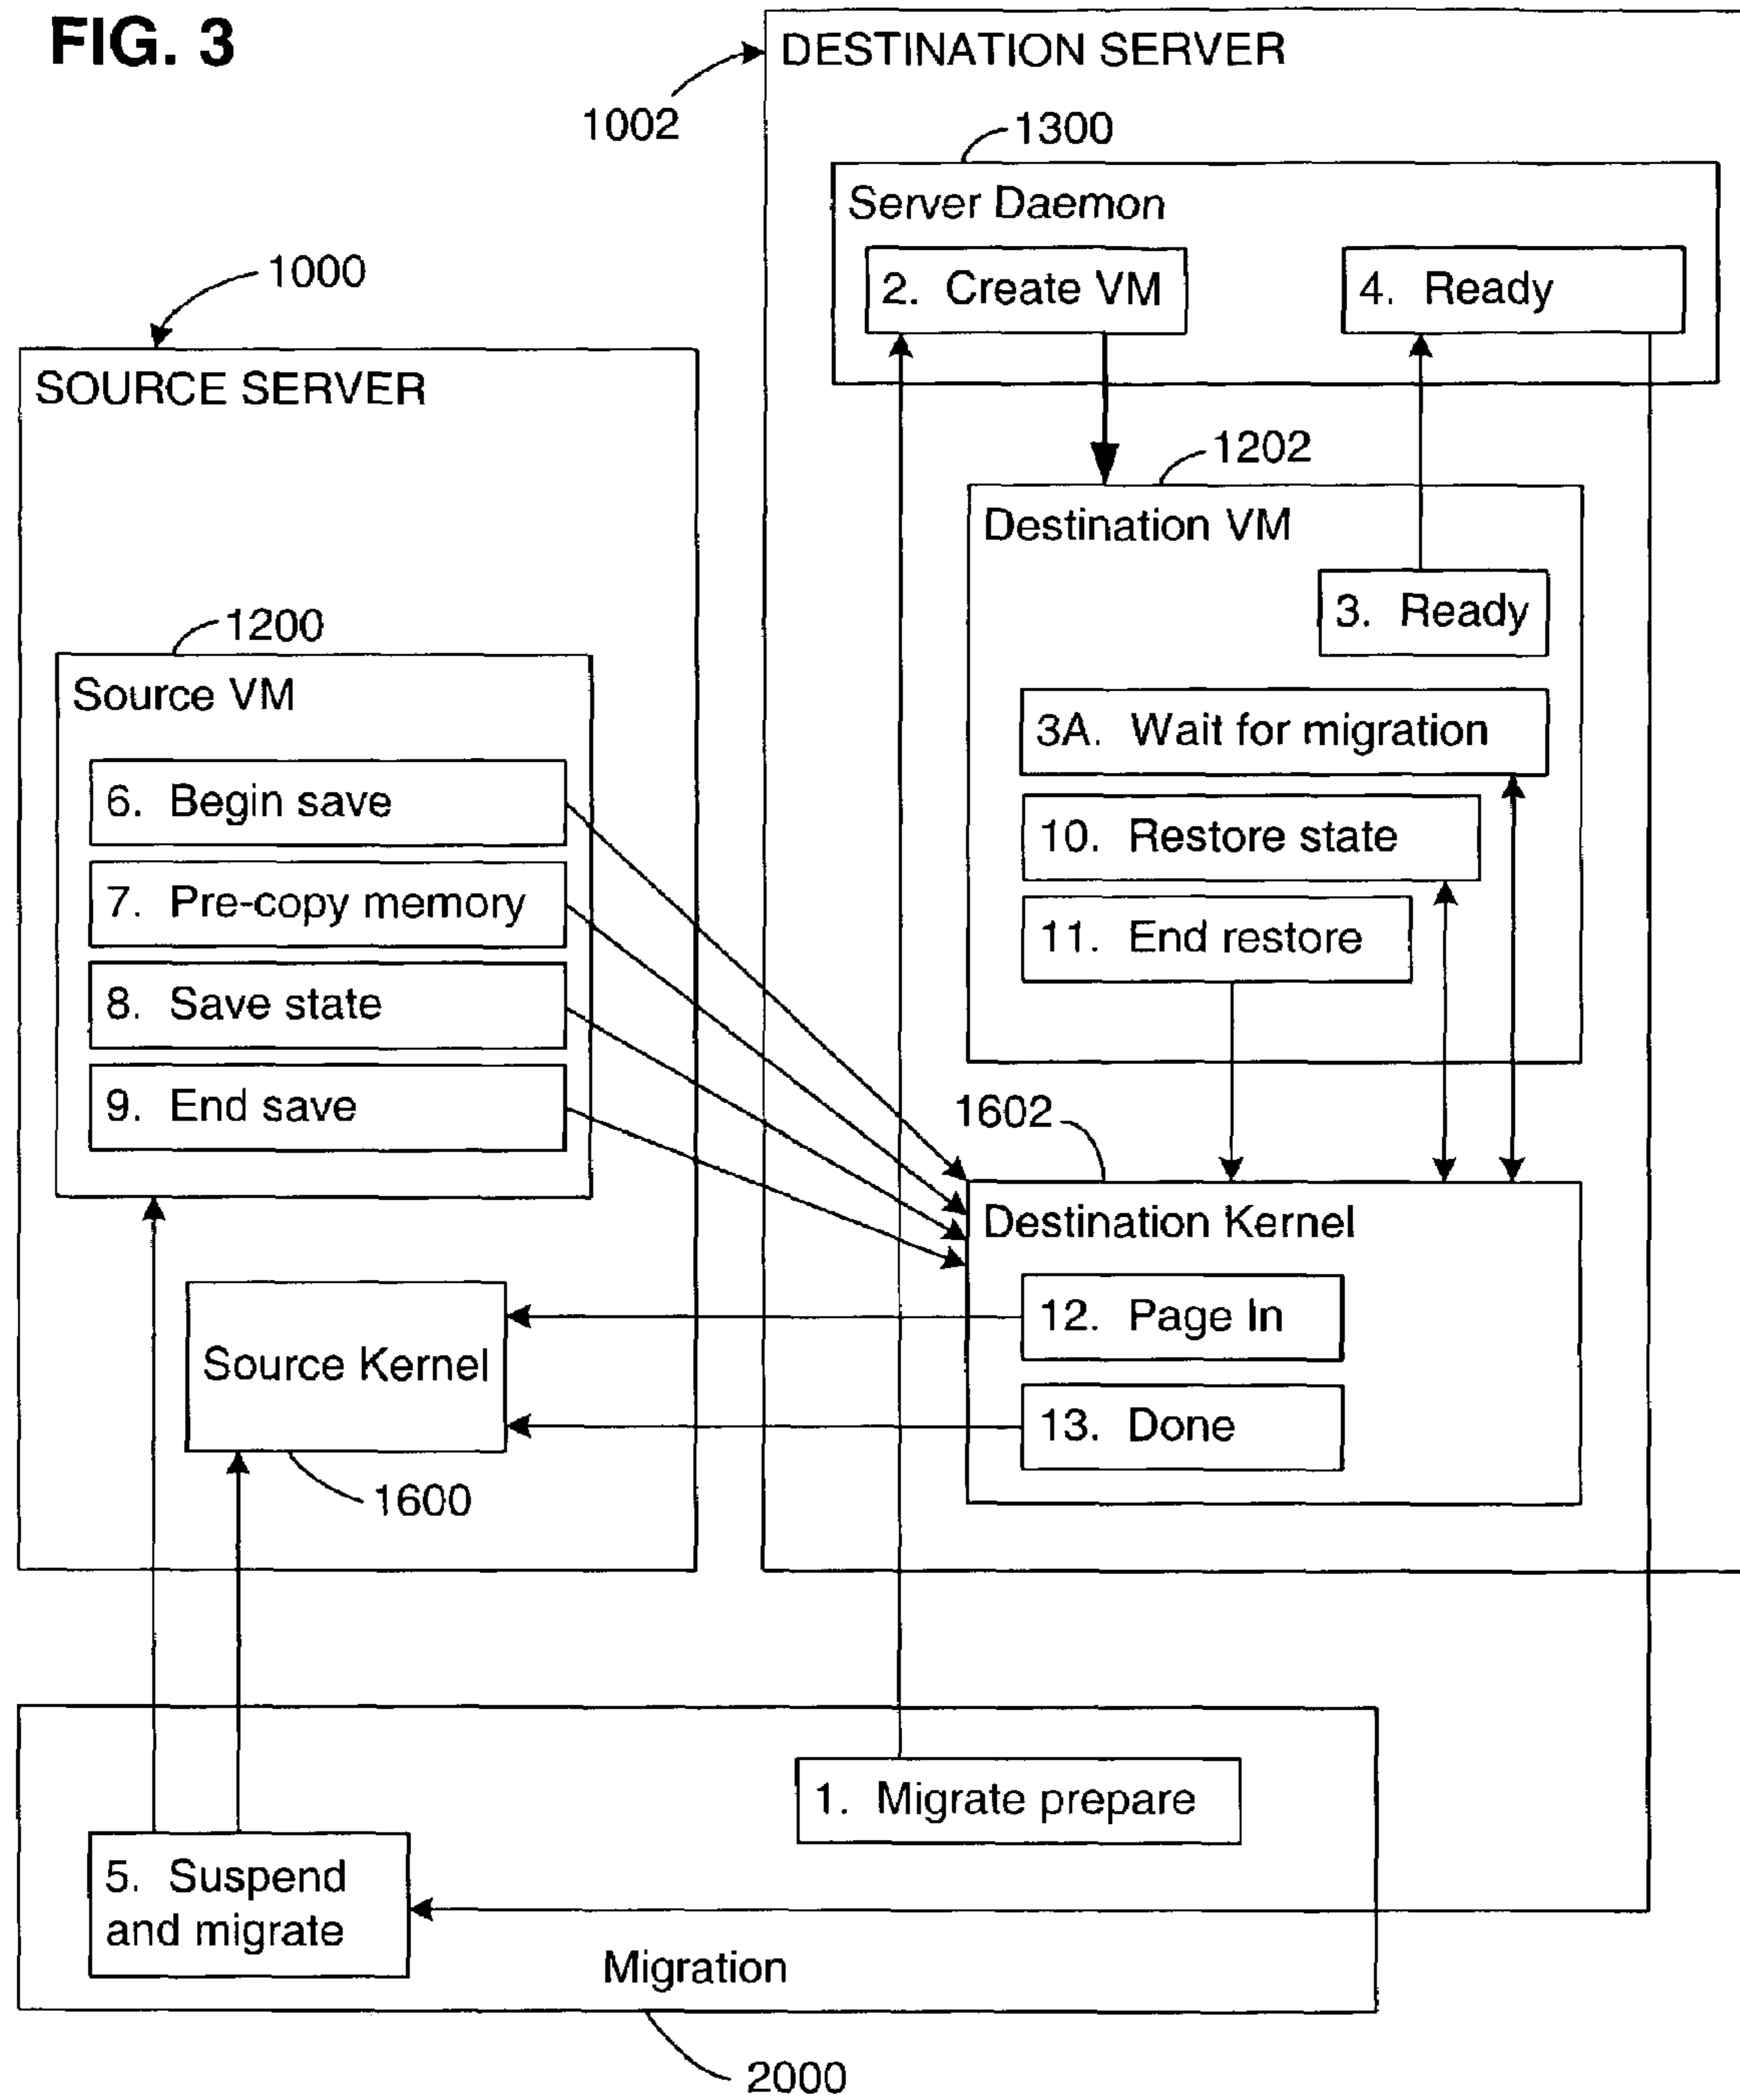 FIG. 3
DESTINATION SERVER
1002
1300
Server Daemon
2. Create VM
4. Ready
1000
SOURCE SERVER
1202
Destination VM
3. Ready
3A. Wait for migration
10. Restore state
11. End restore
1200
Source VM
6. Begin save
7. Pre-copy memory
8. Save state
9. End save
1602
Destination Kernel
12. Page In
13. Done
Source Kernel
1600
1. Migrate prepare
5. Suspend
and migrate
Migration
2000